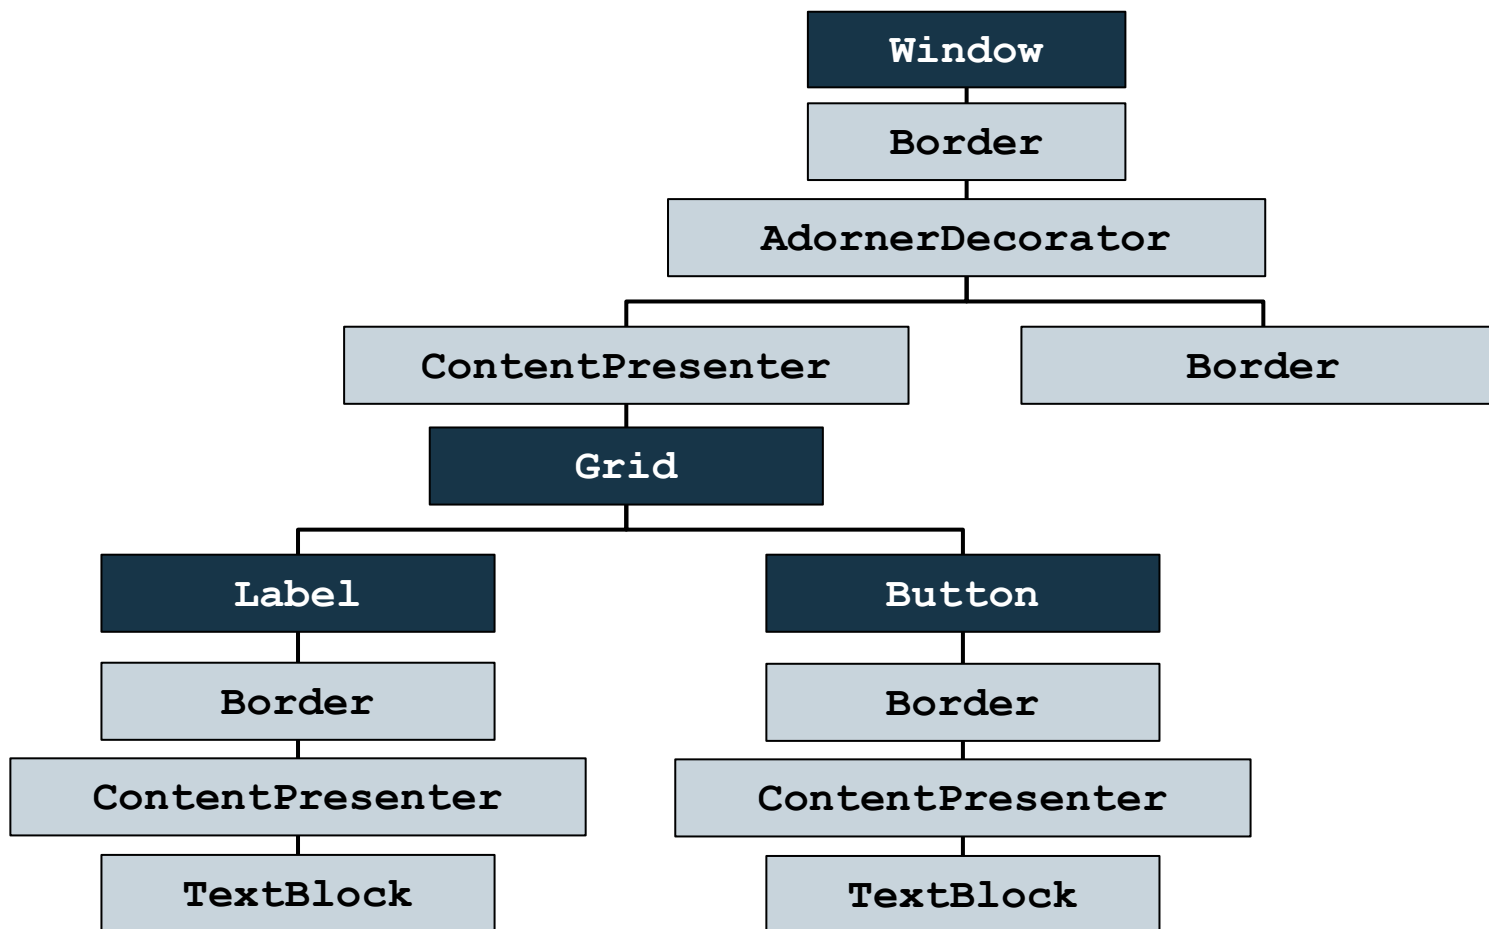 Window
Border
AdornerDecorator
ContentPresenter
Border
Grid
Label
Button
Border
Border
ContentPresenter
ContentPresenter
TextBlock
TextBlock